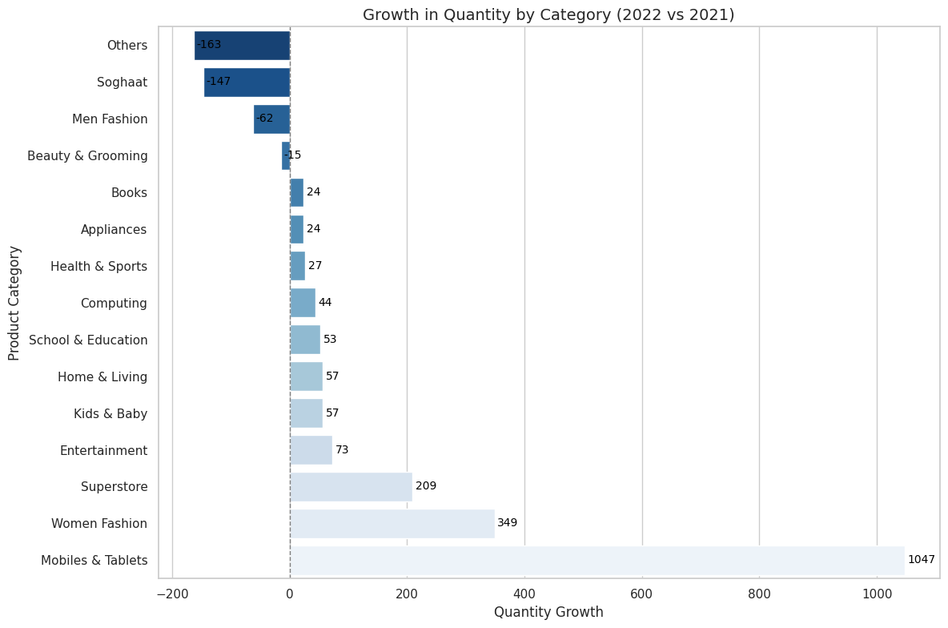 Growth in Quantity by Category (2022 vs 2021)
Product Category
Others -163
Soghaat -147
Men Fashion -62
Beauty & Grooming -15
Books 24
Appliances 24
Health & Sports 27
Computing 44
School & Education 53
Home & Living 57
Kids & Baby 57
Entertainment 73
Superstore 209
Women Fashion 349
Mobiles & Tablets 1047
−200 0 200 400 600 800 1000
Quantity Growth